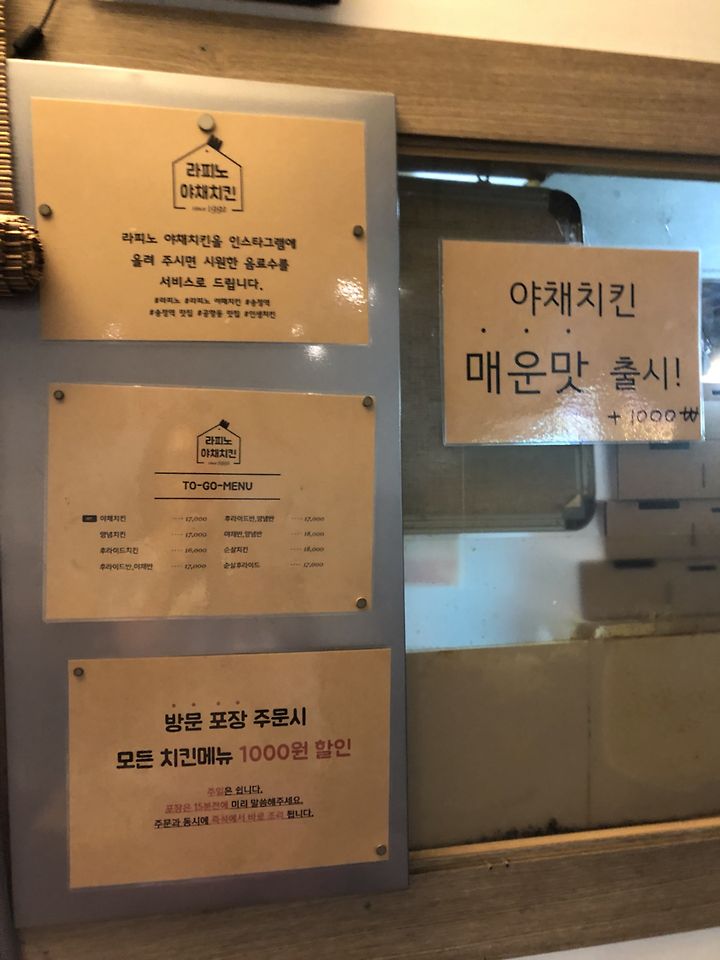 라피노
야채치킨
since 1992
라피노 야채치킨을 인스타그램에
올려 주시면 시원한 음료수를
서비스로 드립니다.
#라피노 #라피노 야채치킨 #송정역
#송정역 맛집 #공항동 맛집 #인생치킨
라피노
야채치킨
TO-GO-MENU
야채치킨 ---- 17,000
양념치킨 ---- 17,000
후라이드치킨 ---- 16,000
후라이드반,야채반 ---- 17,000
후라이드반,양념반 ---- 17,000
야채반,양념반 ---- 18,000
순살치킨 ---- 18,000
순살후라이드 ---- 17,000
방문 포장 주문시
모든 치킨메뉴 1000원 할인
주일은 쉽니다.
포장은 15분전에 미리 말씀해주세요.
주문과 동시에 즉석에서 바로 조리 됩니다.
야채치킨
매운맛 출시!
+ 1000₩